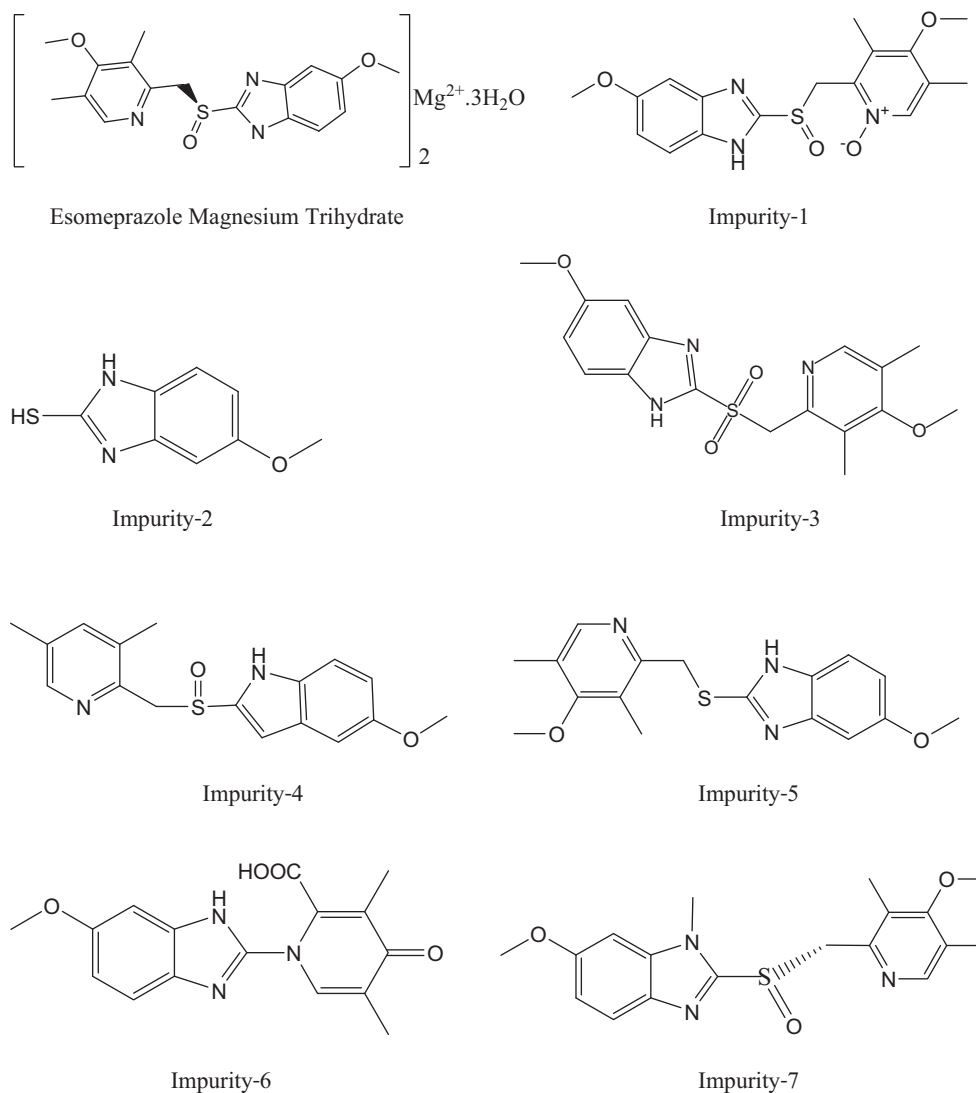 O
N
N
S
O
N
N
O
Mg²⁺.3H₂O
2
Esomeprazole Magnesium Trihydrate
O
N
N
H
S
O
N⁺
⁻O
O
Impurity-1
HS
H
N
N
O
Impurity-2
O
N
N
H
O
S
O
N
O
Impurity-3
N
O
S
H
N
O
Impurity-4
N
O
S
H
N
N
O
Impurity-5
O
H
N
N
HOOC
N
O
Impurity-6
O
N
N
S
O
N
O
Impurity-7